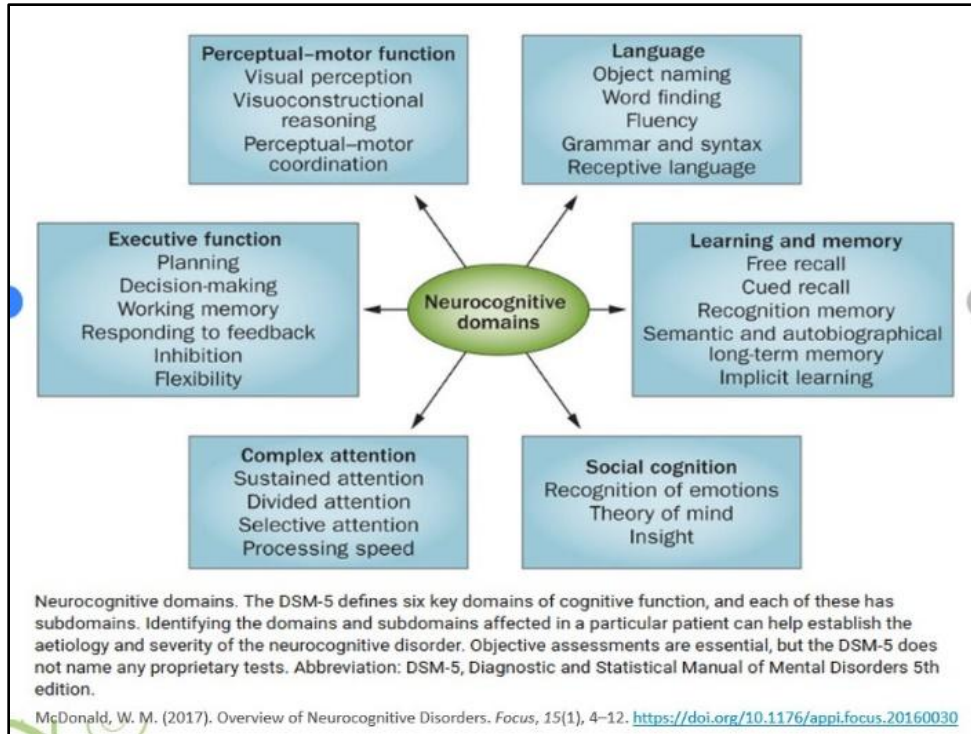 Perceptual–motor function
Visual perception
Visuoconstructional
reasoning
Perceptual–motor
coordination
Language
Object naming
Word finding
Fluency
Grammar and syntax
Receptive language
Executive function
Planning
Decision-making
Working memory
Responding to feedback
Inhibition
Flexibility
Neurocognitive
domains
Learning and memory
Free recall
Cued recall
Recognition memory
Semantic and autobiographical
long-term memory
Implicit learning
Complex attention
Sustained attention
Divided attention
Selective attention
Processing speed
Social cognition
Recognition of emotions
Theory of mind
Insight
Neurocognitive domains. The DSM-5 defines six key domains of cognitive function, and each of these has
subdomains. Identifying the domains and subdomains affected in a particular patient can help establish the
aetiology and severity of the neurocognitive disorder. Objective assessments are essential, but the DSM-5 does
not name any proprietary tests. Abbreviation: DSM-5, Diagnostic and Statistical Manual of Mental Disorders 5th
edition.
McDonald, W. M. (2017). Overview of Neurocognitive Disorders. Focus, 15(1), 4–12. https://doi.org/10.1176/appi.focus.20160030